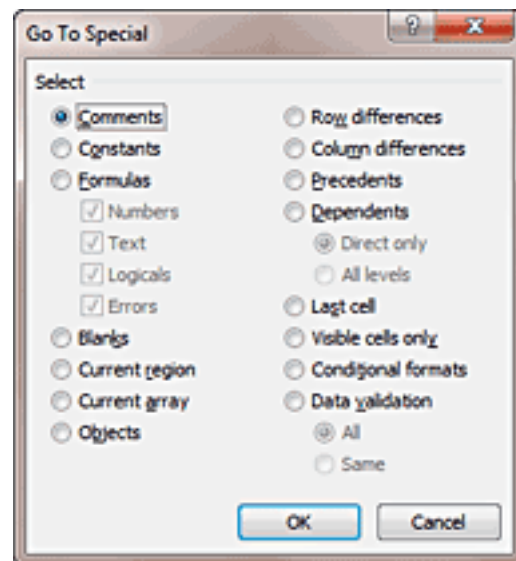 Go To Special
Select
Comments
Constants
Formulas
Numbers
Text
Logicals
Errors
Blanks
Current region
Current array
Objects
Row differences
Column differences
Precedents
Dependents
Direct only
All levels
Last cell
Visible cells only
Conditional formats
Data validation
All
Same
OK
Cancel